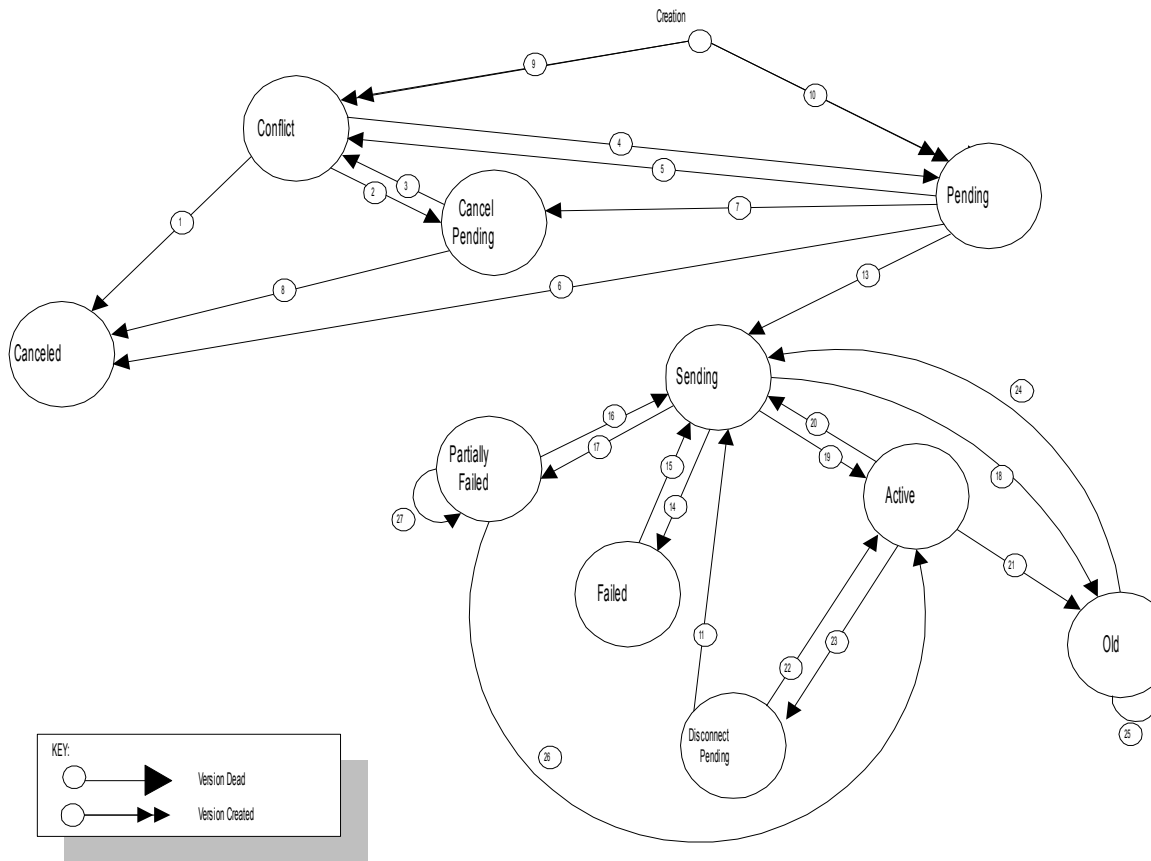 Creation
9
10
Conflict
4
5
3
2
Cancel
Pending
7
Pending
1
8
6
13
Canceled
Sending
24
16
17
20
19
Partially
Failed
15
18
Active
27
14
21
Failed
11
23
22
Old
Disconnect
Pending
25
26
KEY:
Version Dead
Version Created